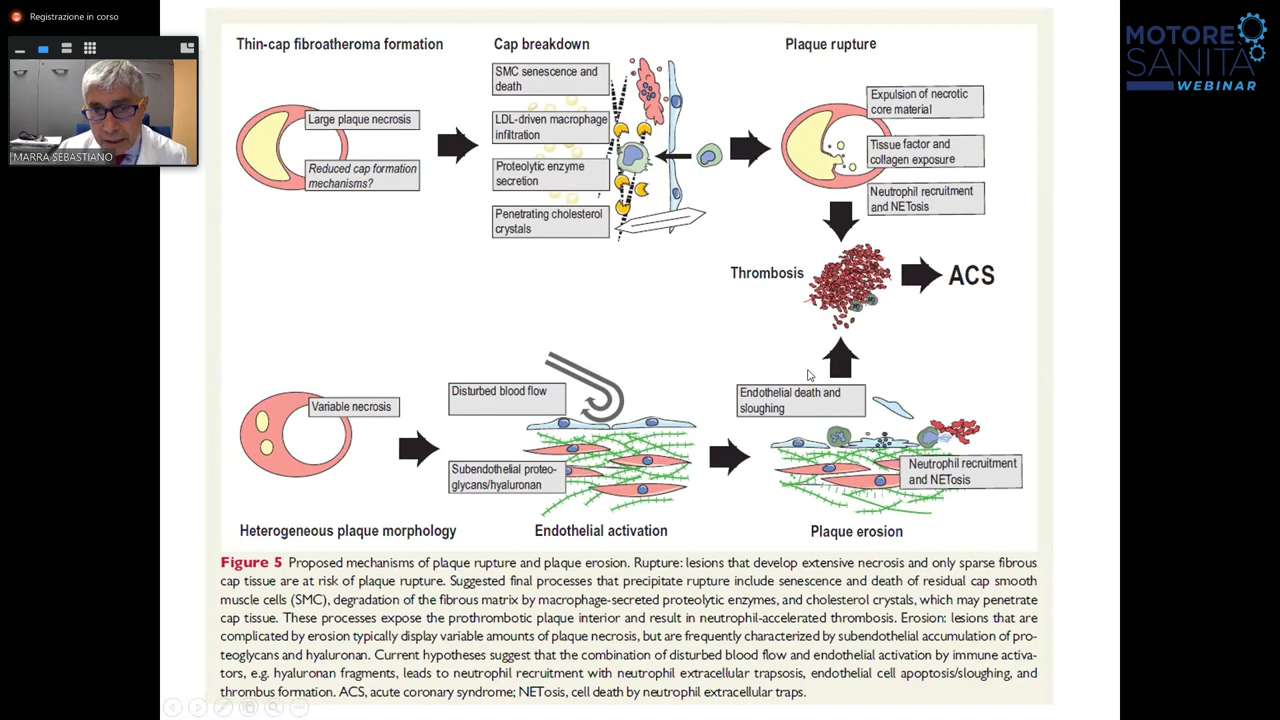 Registrazione in corso
MARRA SEBASTIANO
MOTORE
SANITÀ
WEBINAR
Thin-cap fibroatheroma formation
Cap breakdown
Plaque rupture
Large plaque necrosis
Reduced cap formation
mechanisms?
SMC senescence and
death
LDL-driven macrophage
infiltration
Proteolytic enzyme
secretion
Penetrating cholesterol
crystals
Expulsion of necrotic
core material
Tissue factor and
collagen exposure
Neutrophil recruitment
and NETosis
Thrombosis
ACS
Variable necrosis
Disturbed blood flow
Subendothelial proteo-
glycans/hyaluronan
Endothelial death and
sloughing
Neutrophil recruitment
and NETosis
Heterogeneous plaque morphology
Endothelial activation
Plaque erosion
Figure 5 Proposed mechanisms of plaque rupture and plaque erosion. Rupture: lesions that develop extensive necrosis and only sparse fibrous
cap tissue are at risk of plaque rupture. Suggested final processes that precipitate rupture include senescence and death of residual cap smooth
muscle cells (SMC), degradation of the fibrous matrix by macrophage-secreted proteolytic enzymes, and cholesterol crystals, which may penetrate
cap tissue. These processes expose the prothrombotic plaque interior and result in neutrophil-accelerated thrombosis. Erosion: lesions that are
complicated by erosion typically display variable amounts of plaque necrosis, but are frequently characterized by subendothelial accumulation of pro-
teoglycans and hyaluronan. Current hypotheses suggest that the combination of disturbed blood flow and endothelial activation by immune activa-
tors, e.g. hyaluronan fragments, leads to neutrophil recruitment with neutrophil extracellular trapsosis, endothelial cell apoptosis/sloughing, and
thrombus formation. ACS, acute coronary syndrome; NETosis, cell death by neutrophil extracellular traps.